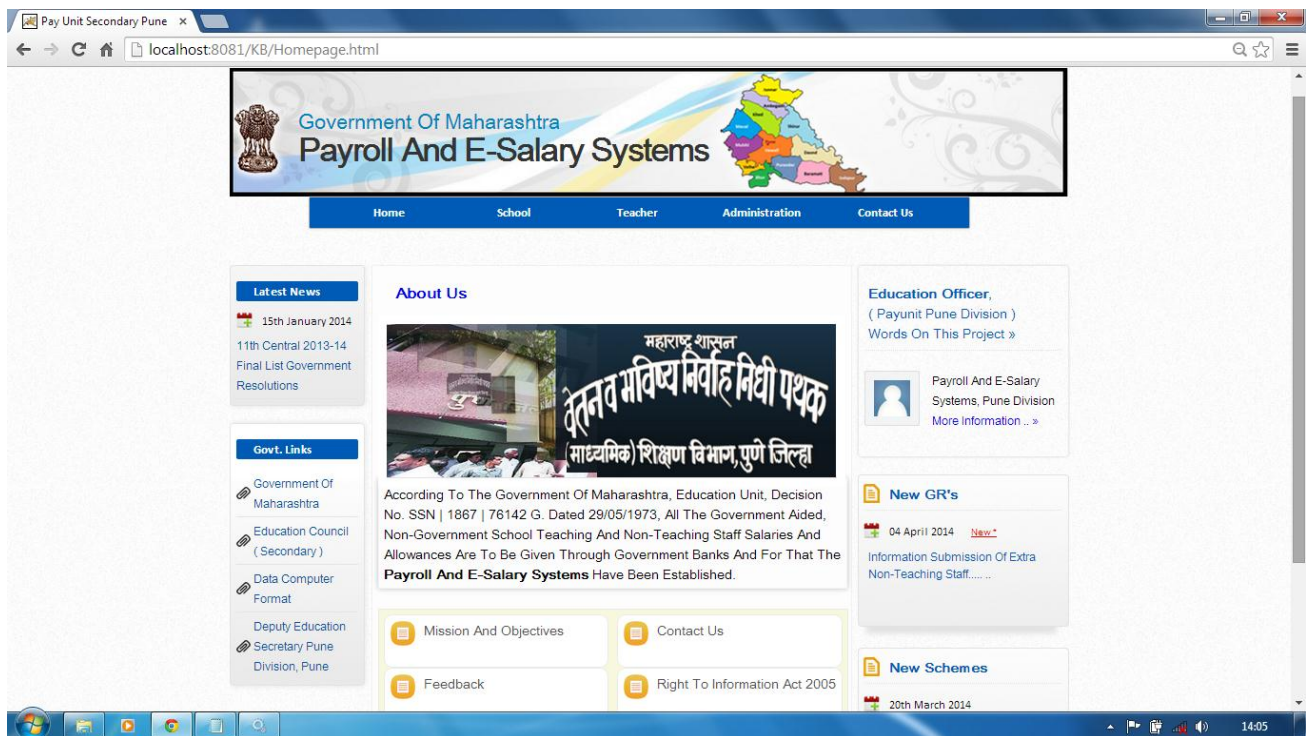 Pay Unit Secondary Pune
localhost:8081/KB/Homepage.html
Government Of Maharashtra
Payroll And E-Salary Systems
Home School Teacher Administration Contact Us
Latest News
15th January 2014
11th Central 2013-14
Final List Government
Resolutions
Govt. Links
Government Of
Maharashtra
Education Council
( Secondary )
Data Computer
Format
Deputy Education
Secretary Pune
Division, Pune
About Us
महाराष्ट्र शासन
वेतन व भविष्य निर्वाह निधी पथक
(माध्यमिक) शिक्षण विभाग, पुणे जिल्हा
According To The Government Of Maharashtra, Education Unit, Decision
No. SSN | 1867 | 76142 G. Dated 29/05/1973, All The Government Aided,
Non-Government School Teaching And Non-Teaching Staff Salaries And
Allowances Are To Be Given Through Government Banks And For That The
Payroll And E-Salary Systems Have Been Established.
Mission And Objectives
Contact Us
Feedback
Right To Information Act 2005
Education Officer,
( Payunit Pune Division )
Words On This Project »
Payroll And E-Salary
Systems, Pune Division
More Information .. »
New GR's
04 April 2014 New*
Information Submission Of Extra
Non-Teaching Staff..... ..
New Schemes
20th March 2014
14:05